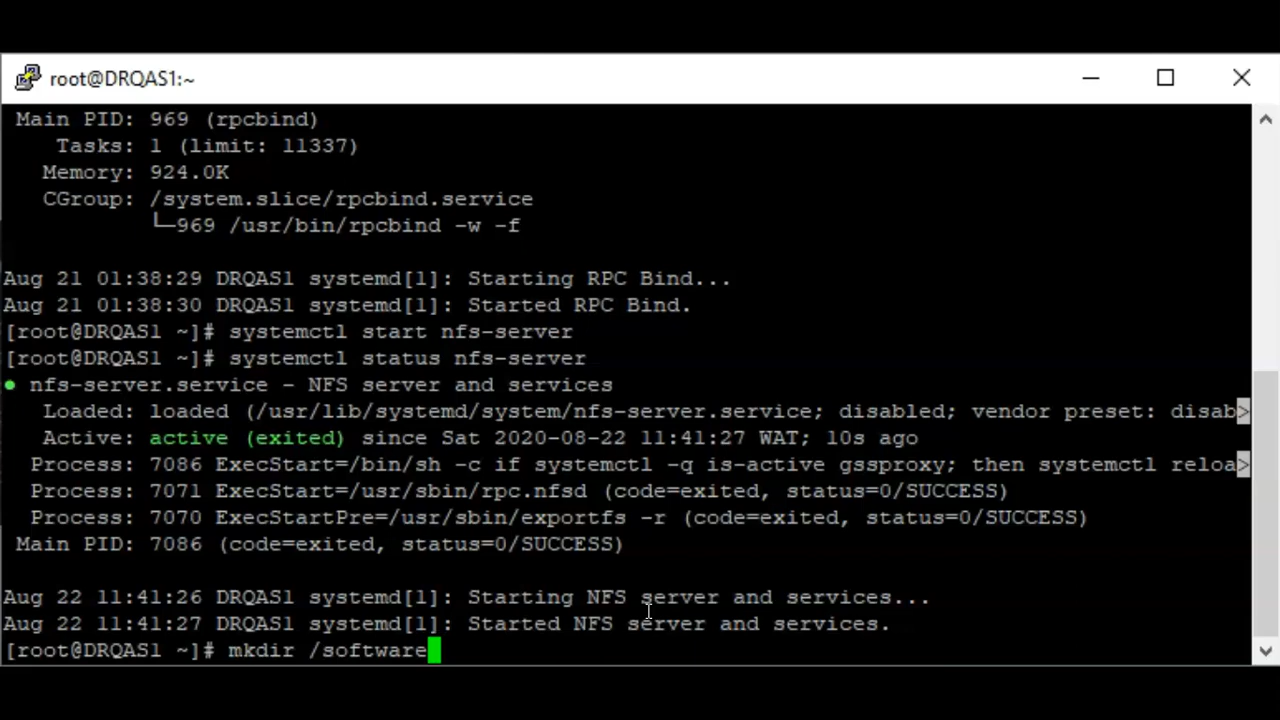 root@DRQAS1:~
Main PID: 969 (rpcbind)
Tasks: 1 (limit: 11337)
Memory: 924.0K
CGroup: /system.slice/rpcbind.service
└─969 /usr/bin/rpcbind -w -f
Aug 21 01:38:29 DRQAS1 systemd[1]: Starting RPC Bind...
Aug 21 01:38:30 DRQAS1 systemd[1]: Started RPC Bind.
[root@DRQAS1 ~]# systemctl start nfs-server
[root@DRQAS1 ~]# systemctl status nfs-server
● nfs-server.service - NFS server and services
Loaded: loaded (/usr/lib/systemd/system/nfs-server.service; disabled; vendor preset: disab>
Active: active (exited) since Sat 2020-08-22 11:41:27 WAT; 10s ago
Process: 7086 ExecStart=/bin/sh -c if systemctl -q is-active gssproxy; then systemctl reloa>
Process: 7071 ExecStart=/usr/sbin/rpc.nfsd (code=exited, status=0/SUCCESS)
Process: 7070 ExecStartPre=/usr/sbin/exportfs -r (code=exited, status=0/SUCCESS)
Main PID: 7086 (code=exited, status=0/SUCCESS)
Aug 22 11:41:26 DRQAS1 systemd[1]: Starting NFS server and services...
Aug 22 11:41:27 DRQAS1 systemd[1]: Started NFS server and services.
[root@DRQAS1 ~]# mkdir /software